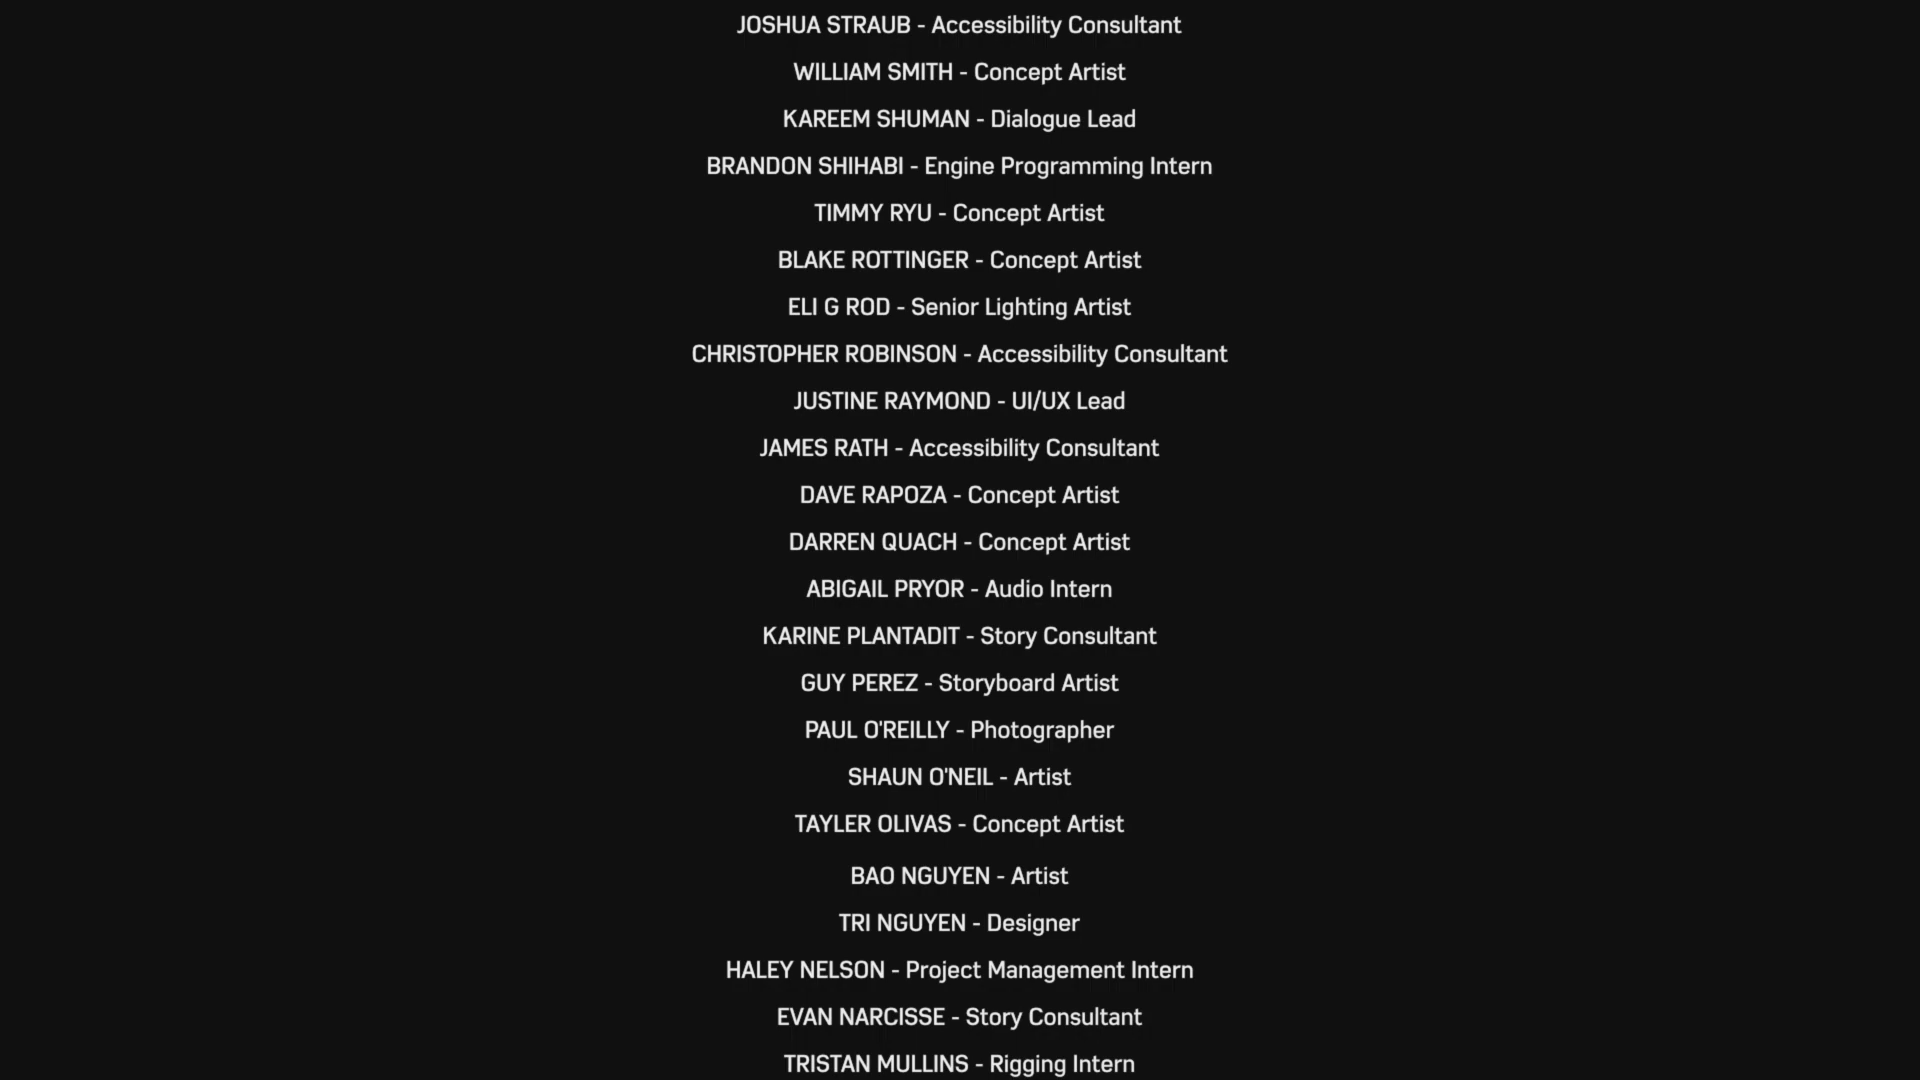 JOSHUA STRAUB - Accessibility Consultant
WILLIAM SMITH - Concept Artist
KAREEM SHUMAN - Dialogue Lead
BRANDON SHIHABI - Engine Programming Intern
TIMMY RYU - Concept Artist
BLAKE ROTTINGER - Concept Artist
ELI G ROD - Senior Lighting Artist
CHRISTOPHER ROBINSON - Accessibility Consultant
JUSTINE RAYMOND - UI/UX Lead
JAMES RATH - Accessibility Consultant
DAVE RAPOZA - Concept Artist
DARREN QUACH - Concept Artist
ABIGAIL PRYOR - Audio Intern
KARINE PLANTADIT - Story Consultant
GUY PEREZ - Storyboard Artist
PAUL O'REILLY - Photographer
SHAUN O'NEIL - Artist
TAYLER OLIVAS - Concept Artist
BAO NGUYEN - Artist
TRI NGUYEN - Designer
HALEY NELSON - Project Management Intern
EVAN NARCISSE - Story Consultant
TRISTAN MULLINS - Rigging Intern